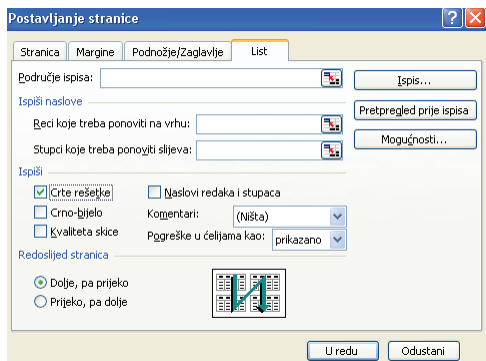 Postavljanje stranice
Stranica Margine Podnožje/Zaglavlje List
Područje ispisa:
Ispis...
Ispiši naslove
Pretpregled prije ispisa
Reci koje treba ponoviti na vrhu:
Mogućnosti...
Stupci koje treba ponoviti slijeva:
Ispiši
Crte rešetke
Naslovi redaka i stupaca
Crno-bijelo
Komentari: (Ništa)
Kvaliteta skice
Pogreške u ćelijama kao: prikazano
Redoslijed stranica
Dolje, pa prijeko
Prijeko, pa dolje
U redu Odustani